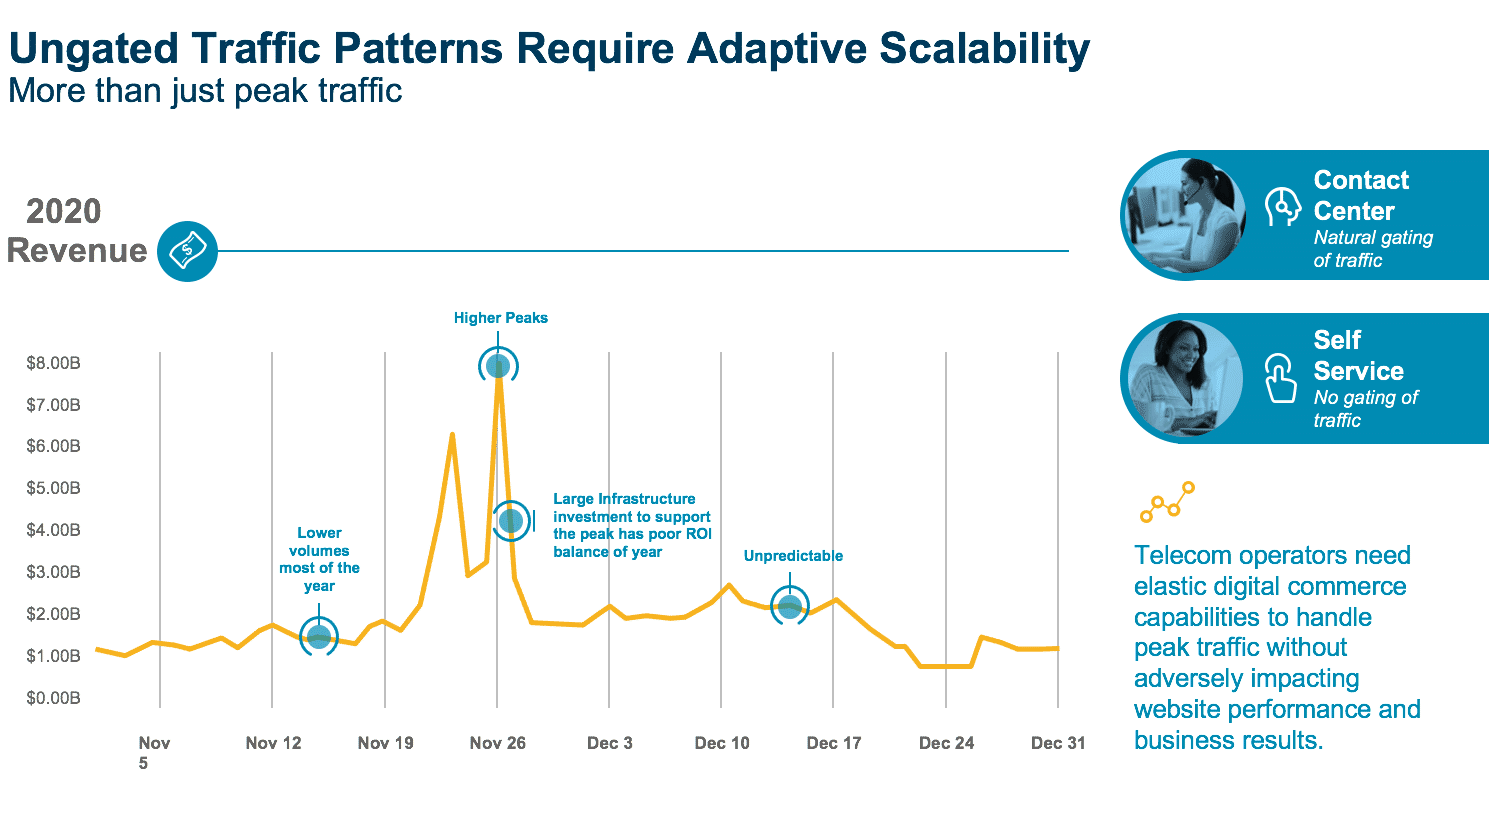 Ungated Traffic Patterns Require Adaptive Scalability
More than just peak traffic
2020
Revenue
$
Higher Peaks
$8.00B
$7.00B
$6.00B
$5.00B
$4.00B
$3.00B
$2.00B
$1.00B
$0.00B
Lower
volumes
most of the
year
Large Infrastructure
investment to support
the peak has poor ROI
balance of year
Unpredictable
Nov
5
Nov 12
Nov 19
Nov 26
Dec 3
Dec 10
Dec 17
Dec 24
Dec 31
Contact
Center
Natural gating
of traffic
Self
Service
No gating of
traffic
Telecom operators need
elastic digital commerce
capabilities to handle
peak traffic without
adversely impacting
website performance and
business results.